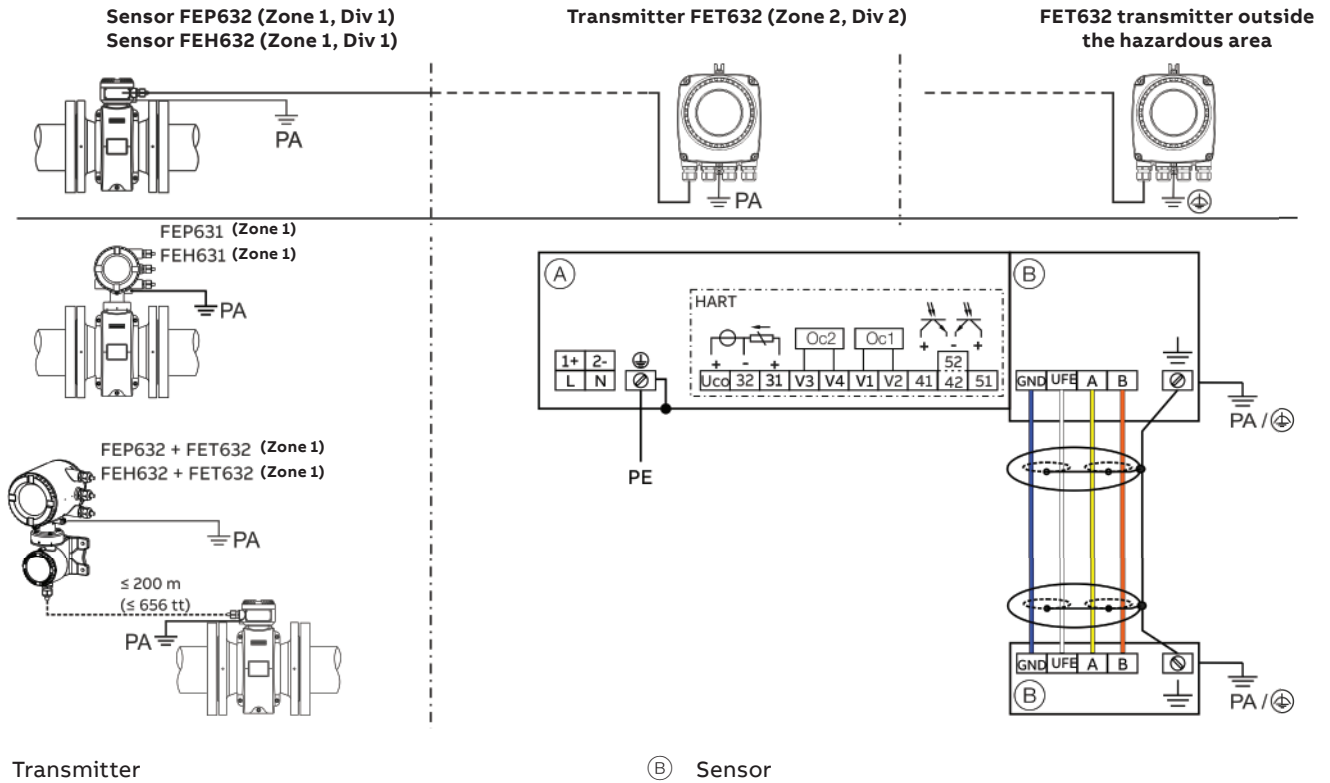 Sensor FEP632 (Zone 1, Div 1)
Sensor FEH632 (Zone 1, Div 1)
Transmitter FET632 (Zone 2, Div 2)
FET632 transmitter outside
the hazardous area
PA
PA
FEP631 (Zone 1)
FEH631 (Zone 1)
PA
FEP632 + FET632 (Zone 1)
FEH632 + FET632 (Zone 1)
PA
≤ 200 m
(≤ 656 tt)
PA
A
HART
+ - +
Oc2 Oc1
+ - +
1+ 2-
L N
52
Uco 32 31 V3 V4 V1 V2 41 42 51
PE
B
GND UFE A B
PA /
GND UFE A B
B
PA /
Transmitter
B Sensor